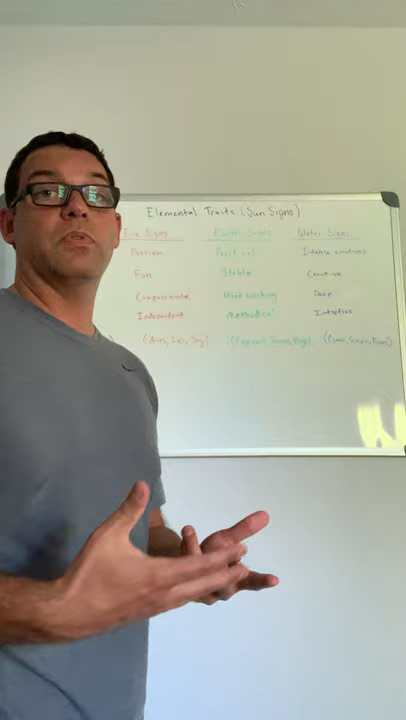 Elemental Traits (Sun Signs)
Fire Signs Earth Signs Water Signs
Passion Practical Intense emotions
Fun Stable Creative
Compassionate Hard working Deep
Independent Methodical Intuitive
(Aries, Leo, Sag) (Capricorn, Taurus, Virgo) (Cancer, Scorpio, Pisces)